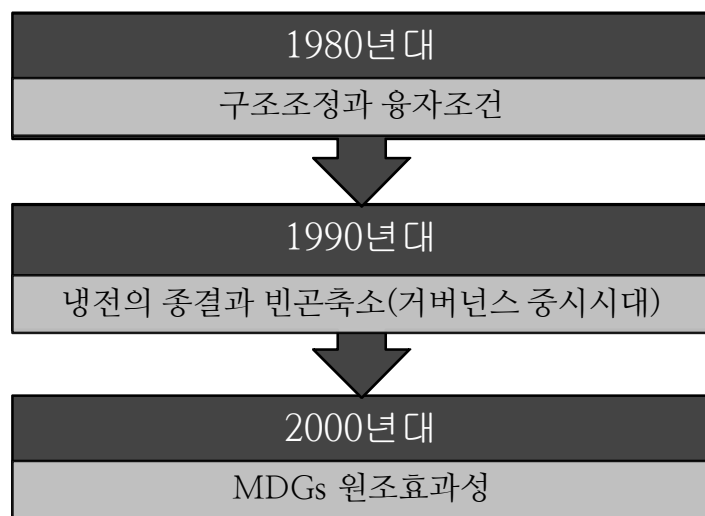 1980년대
구조조정과 융자조건
1990년대
냉전의 종결과 빈곤축소(거버넌스 중시시대)
2000년대
MDGs 원조효과성